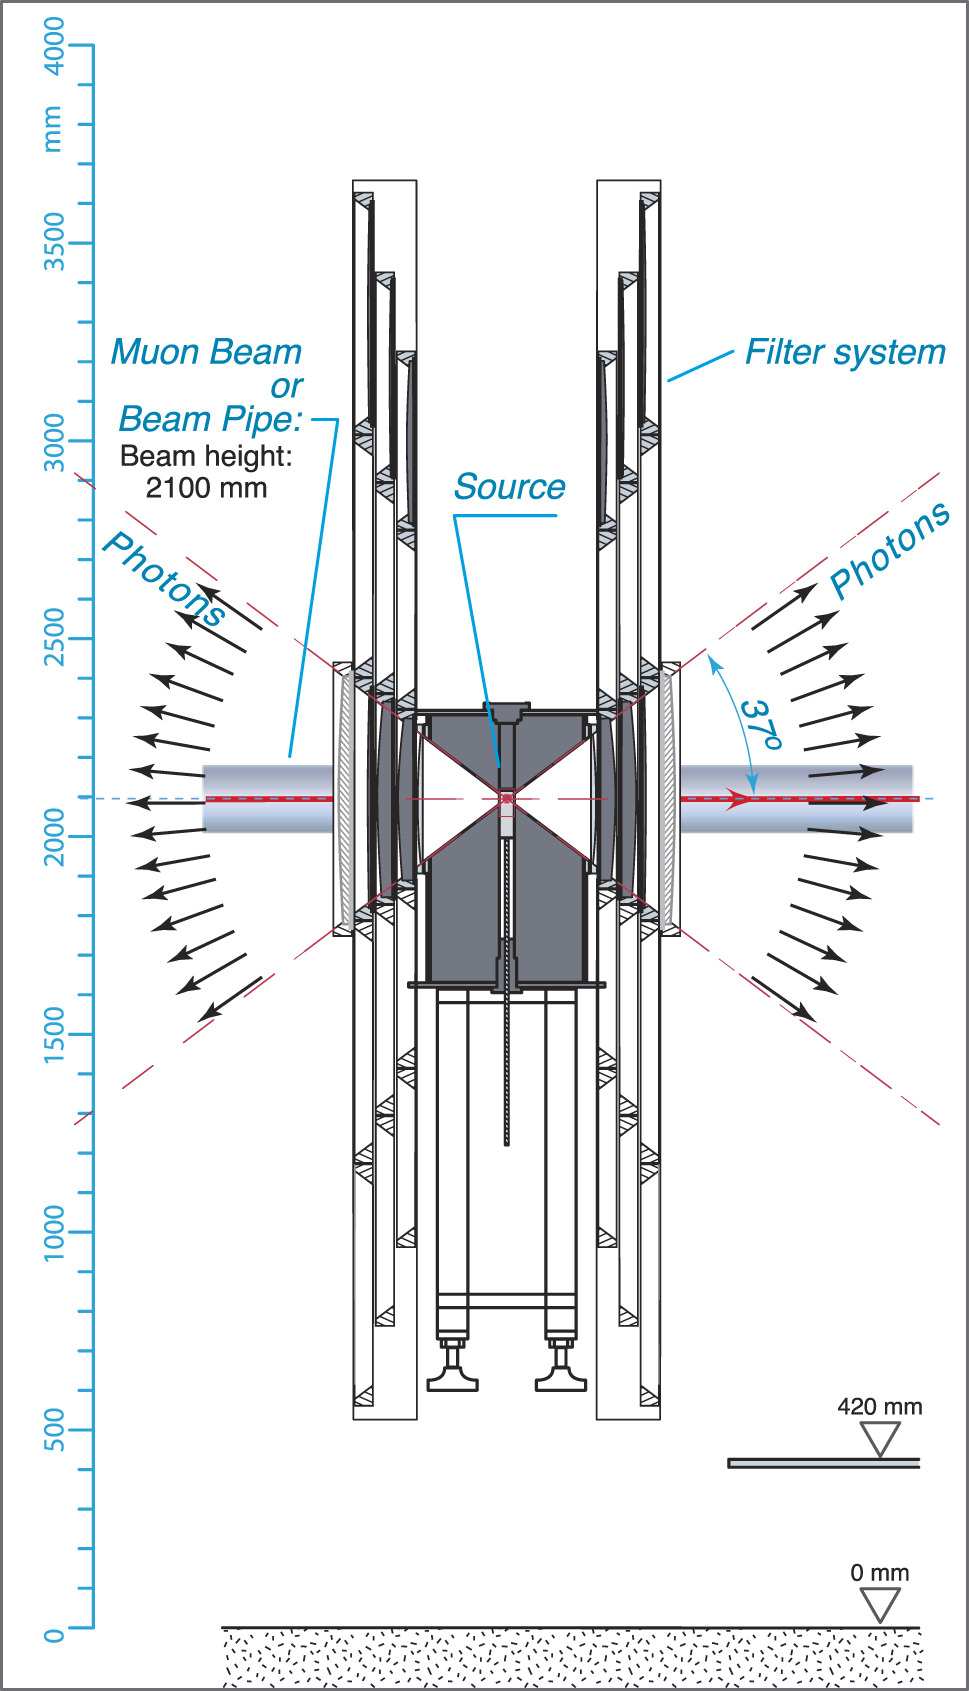 4000
mm
3500
3000
2500
2000
1500
1000
500
0
Muon Beam
or
Beam Pipe:
Beam height:
2100 mm
Filter system
Source
Photons
Photons
37º
420 mm
0 mm